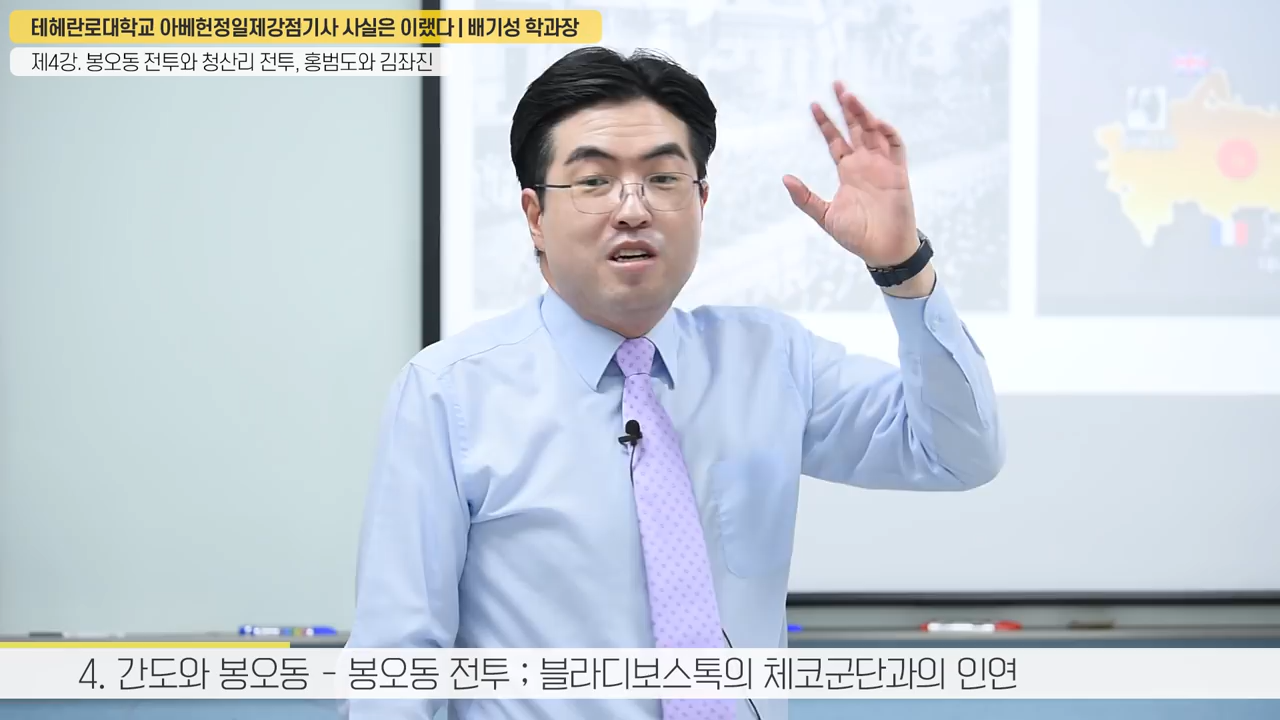 테헤란로대학교 아베헌정일제강점기사 사실은 이랬다 | 배기성 학과장
제4강. 봉오동 전투와 청산리 전투, 홍범도와 김좌진
4. 간도와 봉오동 - 봉오동 전투 ; 블라디보스톡의 체코군단과의 인연